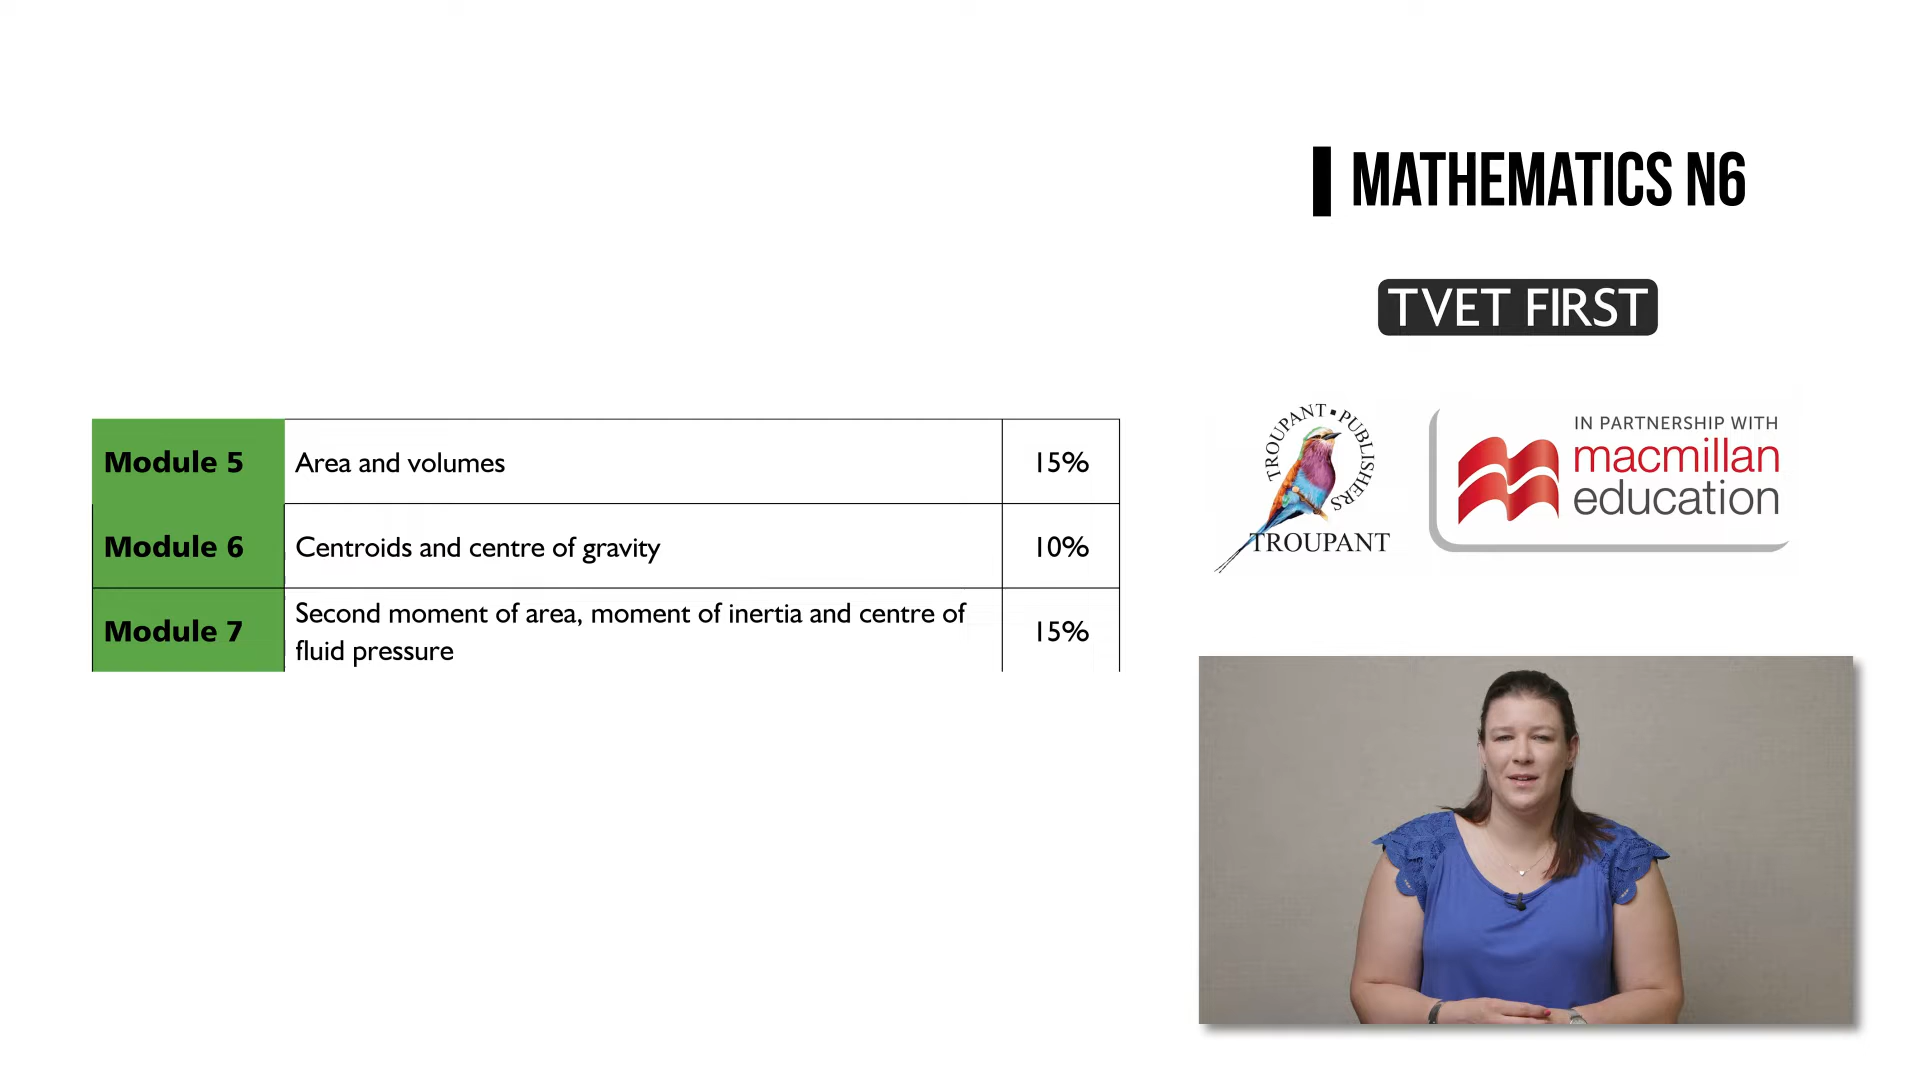 MATHEMATICS N6
TVET FIRST
Module 5 Area and volumes 15%
Module 6 Centroids and centre of gravity 10%
Module 7 Second moment of area, moment of inertia and centre of
fluid pressure 15%
TROUPANT ▪ PUBLISHERS
TROUPANT
IN PARTNERSHIP WITH
macmillan
education